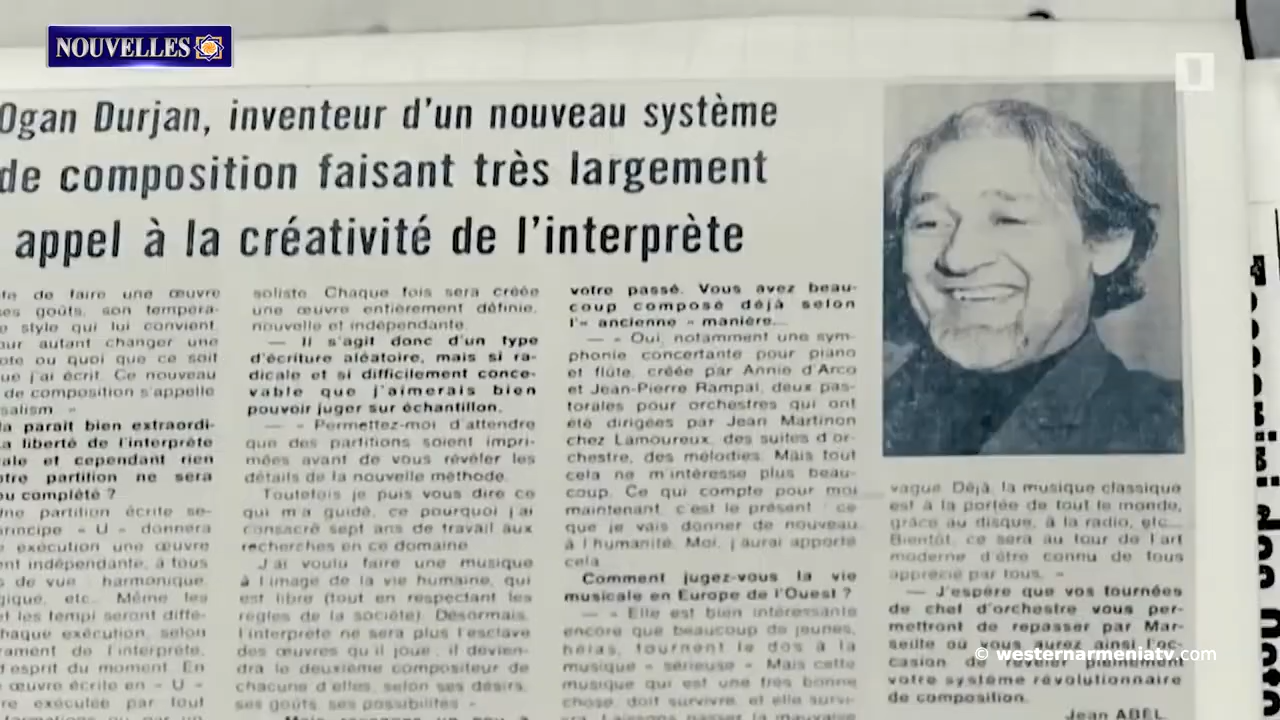 NOUVELLES
Ogan Durjan, inventeur d'un nouveau système
de composition faisant très largement
appel à la créativité de l'interprète
de faire une œuvre
ses goûts, son tempéra-
style qui lui convient
pour autant changer une
ou quoi que ce soit
que j'ai écrit. Ce nouveau
de composition s'appelle
salism »
paraît bien extraordi-
La liberté de l'interprète
et cependant rien
partition ne sera
ou complété ?
Une partition écrite se-
principe « U » donnera
exécution une œuvre
indépendante, à tous
de vue : harmonique,
etc. Même les
et les tempi seront diffé-
chaque exécution, selon
de l'interprète,
d'esprit du moment. En
œuvre écrite en « U »
exécutée par tout
soliste. Chaque fois sera créée
une œuvre entièrement définie,
nouvelle et indépendante.
— Il s'agit donc d'un type
d'écriture aléatoire, mais si ra-
dicale et si difficilement conce-
vable que j'aimerais bien
pouvoir juger sur échantillon.
— « Permettez-moi d'attendre
que des partitions soient impri-
mées avant de vous révéler les
détails de la nouvelle méthode.
Toutefois je puis vous dire ce
qui m'a guidé, ce pourquoi j'ai
consacré sept ans de travail aux
recherches en ce domaine.
J'ai voulu faire une musique
à l'image de la vie humaine, qui
est libre (tout en respectant les
règles de la société). Désormais,
l'interprète ne sera plus l'esclave
des œuvres qu'il joue : il devien-
dra le deuxième compositeur de
chacune d'elles, selon ses désirs,
ses goûts, ses possibilités »
votre passé. Vous avez beau-
coup composé déjà selon
l'« ancienne » manière...
— « Oui, notamment une sym-
phonie concertante pour piano
et flûte, créée par Annie d'Arco
et Jean-Pierre Rampal, deux pas-
torales pour orchestres qui ont
été dirigées par Jean Martinon
chez Lamoureux, des suites d'or-
chestre, des mélodies. Mais tout
cela ne m'intéresse plus beau-
coup. Ce qui compte pour moi
maintenant, c'est le présent : ce
que je vais donner de nouveau
à l'humanité. Moi, j'aurai apporté
cela.
Comment jugez-vous la vie
musicale en Europe de l'Ouest ?
— « Elle est bien intéressante
encore que beaucoup de jeunes,
hélas, tournent le dos à la
musique « sérieuse ». Mais cette
musique qui est une très bonne
chose, doit survivre, et elle survi-
vra. Laissons passer la mauvaise
vague. Déjà, la musique classique
est à la portée de tout le monde,
grâce au disque, à la radio, etc...
Bientôt, ce sera au tour de l'art
moderne d'être connu de tous
apprécié par tous. »
— J'espère que vos tournées
de chef d'orchestre vous per-
mettront de repasser par Mar-
seille où vous aurez ainsi l'oc-
casion de
votre système révolutionnaire
de composition.
Jean ABEL
© westernarmeniatv.com